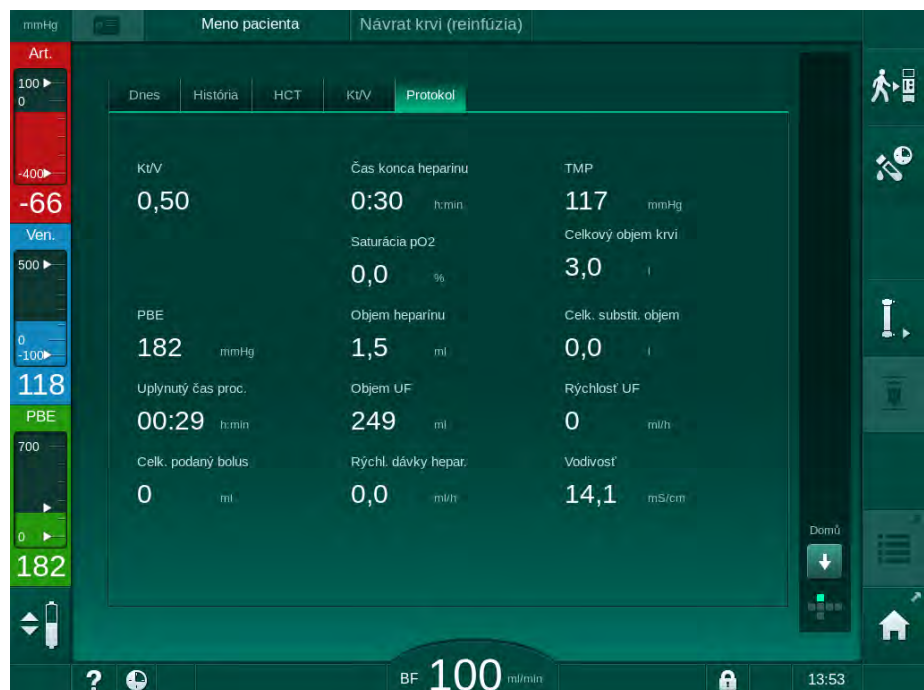 mmHg
Meno pacienta
Návrat krvi (reinfúzia)
Art.
100
0
-400
-66
Ven.
500
0
-100
118
PBE
700
0
182
Dnes
História
HCT
Kt/V
Protokol
Kt/V
0,50
Čas konca heparinu
0:30 h:min
TMP
117 mmHg
Saturácia pO2
0,0 %
Celkový objem krvi
3,0 l
PBE
182 mmHg
Objem heparínu
1,5 ml
Celk. substit. objem
0,0 l
Uplynutý čas proc.
00:29 h:min
Objem UF
249 ml
Rýchlosť UF
0 ml/h
Celk. podaný bolus
0 ml
Rýchl. dávky hepar.
0,0 ml/h
Vodivosť
14,1 mS/cm
Domů
?
BF 100 ml/min
13:53